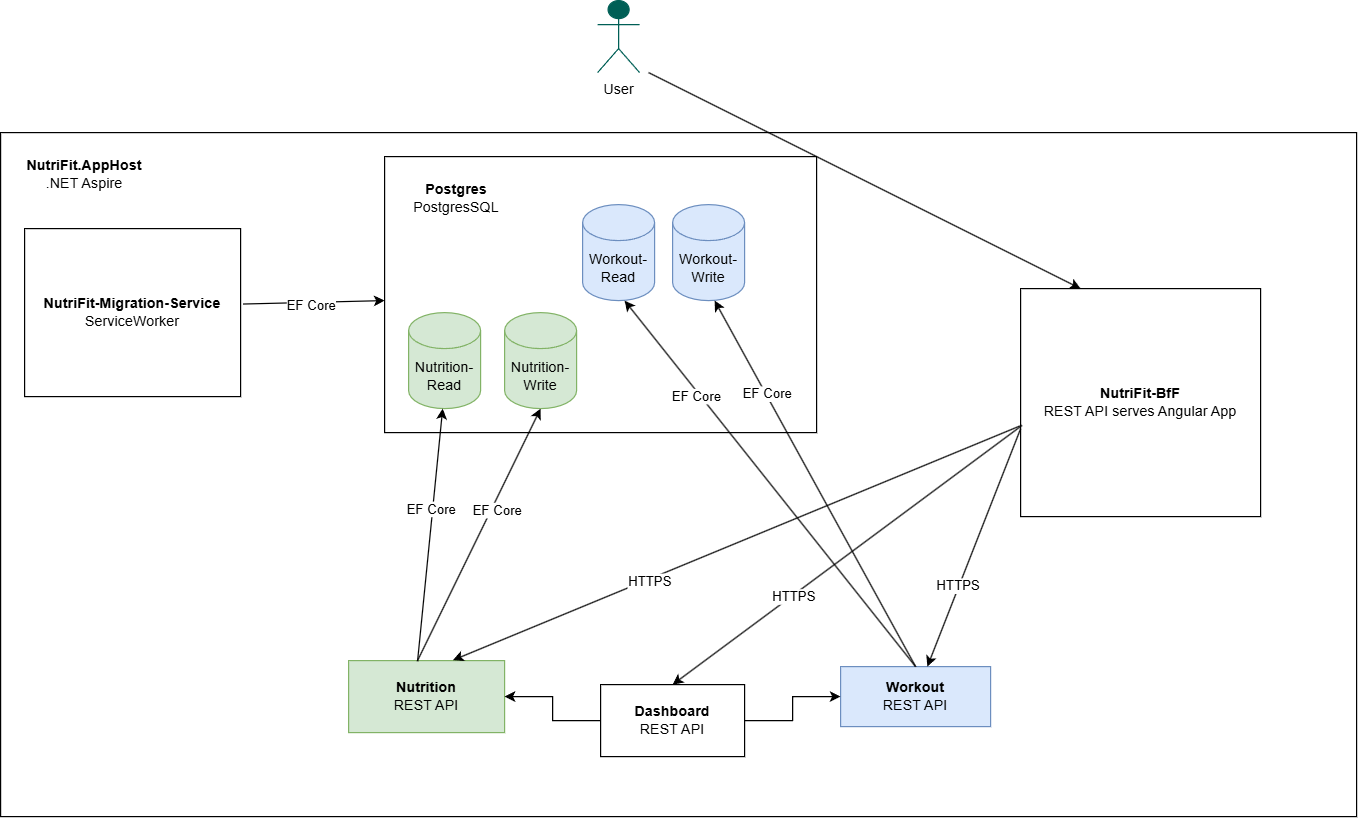 User
NutriFit.AppHost
.NET Aspire
Postgres
PostgresSQL
Workout-
Read
Workout-
Write
NutriFit-Migration-Service
ServiceWorker
EF Core
Nutrition-
Read
Nutrition-
Write
NutriFit-BfF
REST API serves Angular App
EF Core
EF Core
EF Core
EF Core
HTTPS
HTTPS
HTTPS
Nutrition
REST API
Dashboard
REST API
Workout
REST API